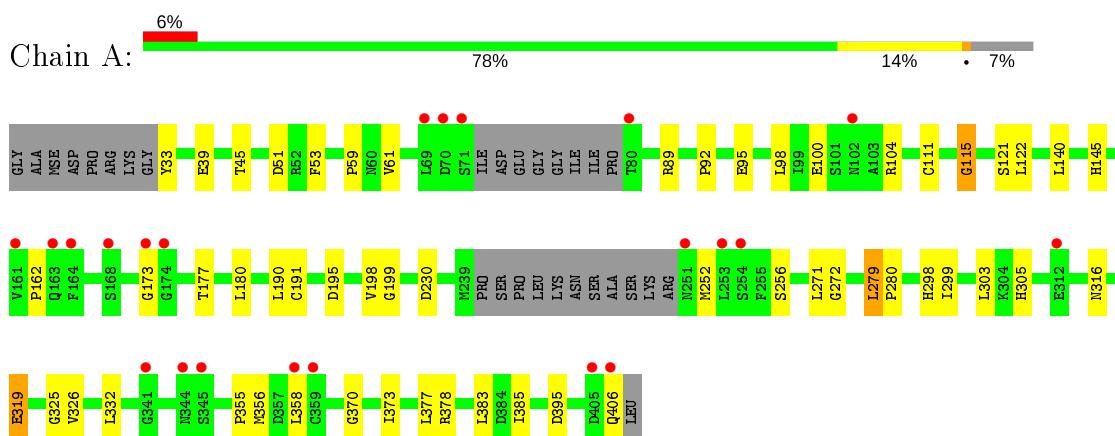 6%
Chain A:
78% 14% • 7%
GLY ALA MSE ASP PRO ARG LYS GLY Y33 E39 T45 D51 R52 F53 P59 N60 V61 L69 D70 S71 ILE ASP GLU GLY GLY ILE ILE PRO T80 R89 P92 E95 L98 I99 E100 S101 N102 A103 R104 C111 G115 S121 L122 L140 H145
V161 P162 Q163 F164 S168 G173 G174 T177 L180 L190 C191 D195 V198 G199 D230 M239 PRO SER PRO LEU LYS ASN SER ALA SER LYS ARG N251 M252 L253 S254 F255 S256 L271 G272 L279 P280 H298 I299 L303 K304 H305 E312 N316
E319 G325 V326 L332 G341 N344 S345 P355 M356 D357 L358 C359 G370 I373 L377 R378 L383 D384 I385 D395 D405 Q406 LEU